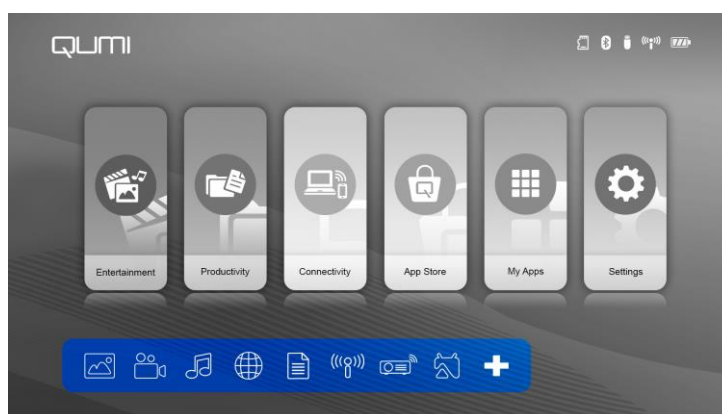 QUMI
Entertainment
Productivity
Connectivity
App Store
My Apps
Settings